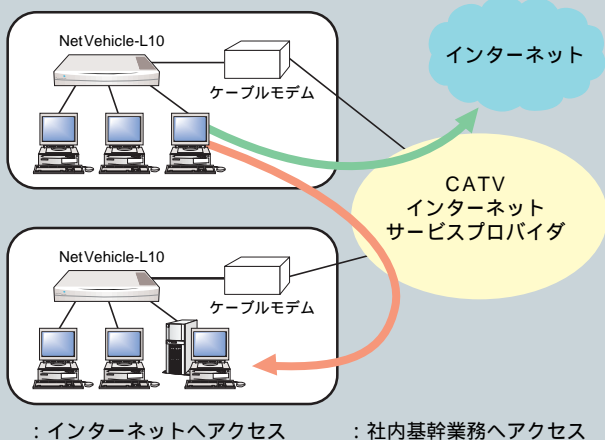 NetVehicle-L10
ケーブルモデム
インターネット
CATV
インターネット
サービスプロバイダ
NetVehicle-L10
ケーブルモデム
：インターネットへアクセス
：社内基幹業務へアクセス